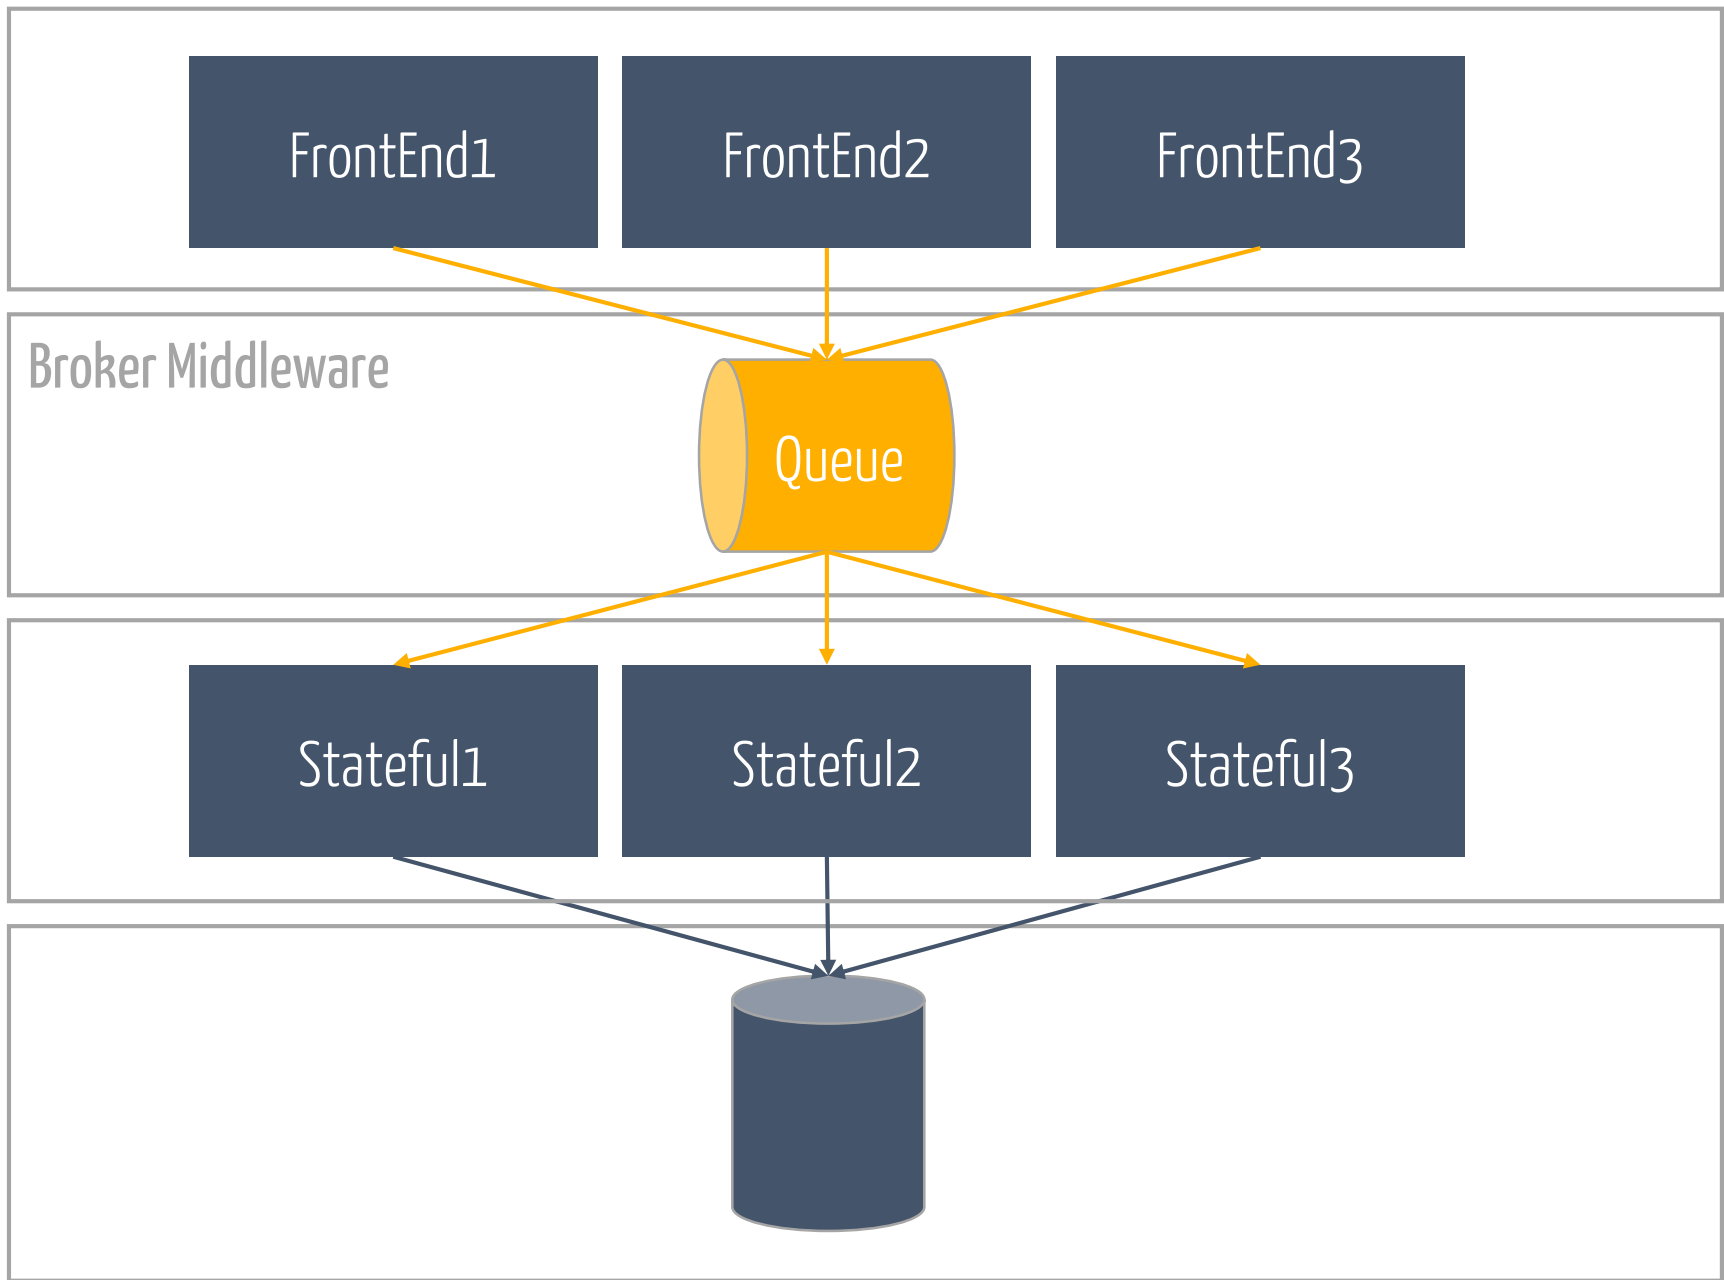 FrontEnd1
FrontEnd2
FrontEnd3
Broker Middleware
Queue
Stateful1
Stateful2
Stateful3